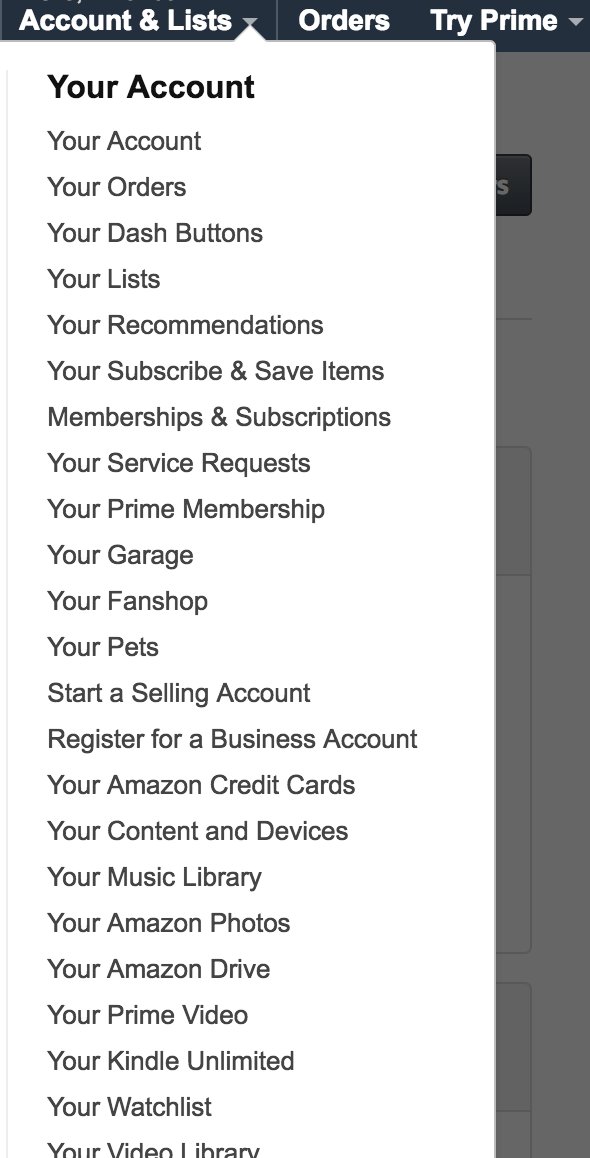 Account & Lists
Orders
Try Prime
Your Account
Your Account
Your Orders
Your Dash Buttons
Your Lists
Your Recommendations
Your Subscribe & Save Items
Memberships & Subscriptions
Your Service Requests
Your Prime Membership
Your Garage
Your Fanshop
Your Pets
Start a Selling Account
Register for a Business Account
Your Amazon Credit Cards
Your Content and Devices
Your Music Library
Your Amazon Photos
Your Amazon Drive
Your Prime Video
Your Kindle Unlimited
Your Watchlist
Your Video Library